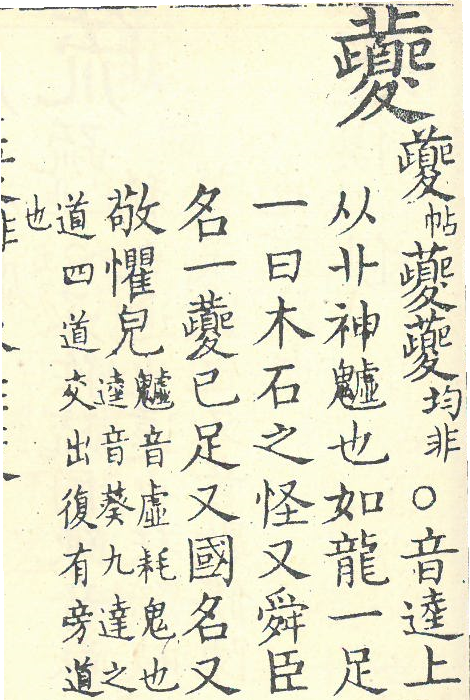 夔
夔帖䕫蘷均非○音逵上
从神魖也如龍一足
一曰木石之怪又舜臣
名一夔已足又國名又
敬懼皃
魖音虛耗鬼也
逵音葵九達之
道四道交出復有旁道
也